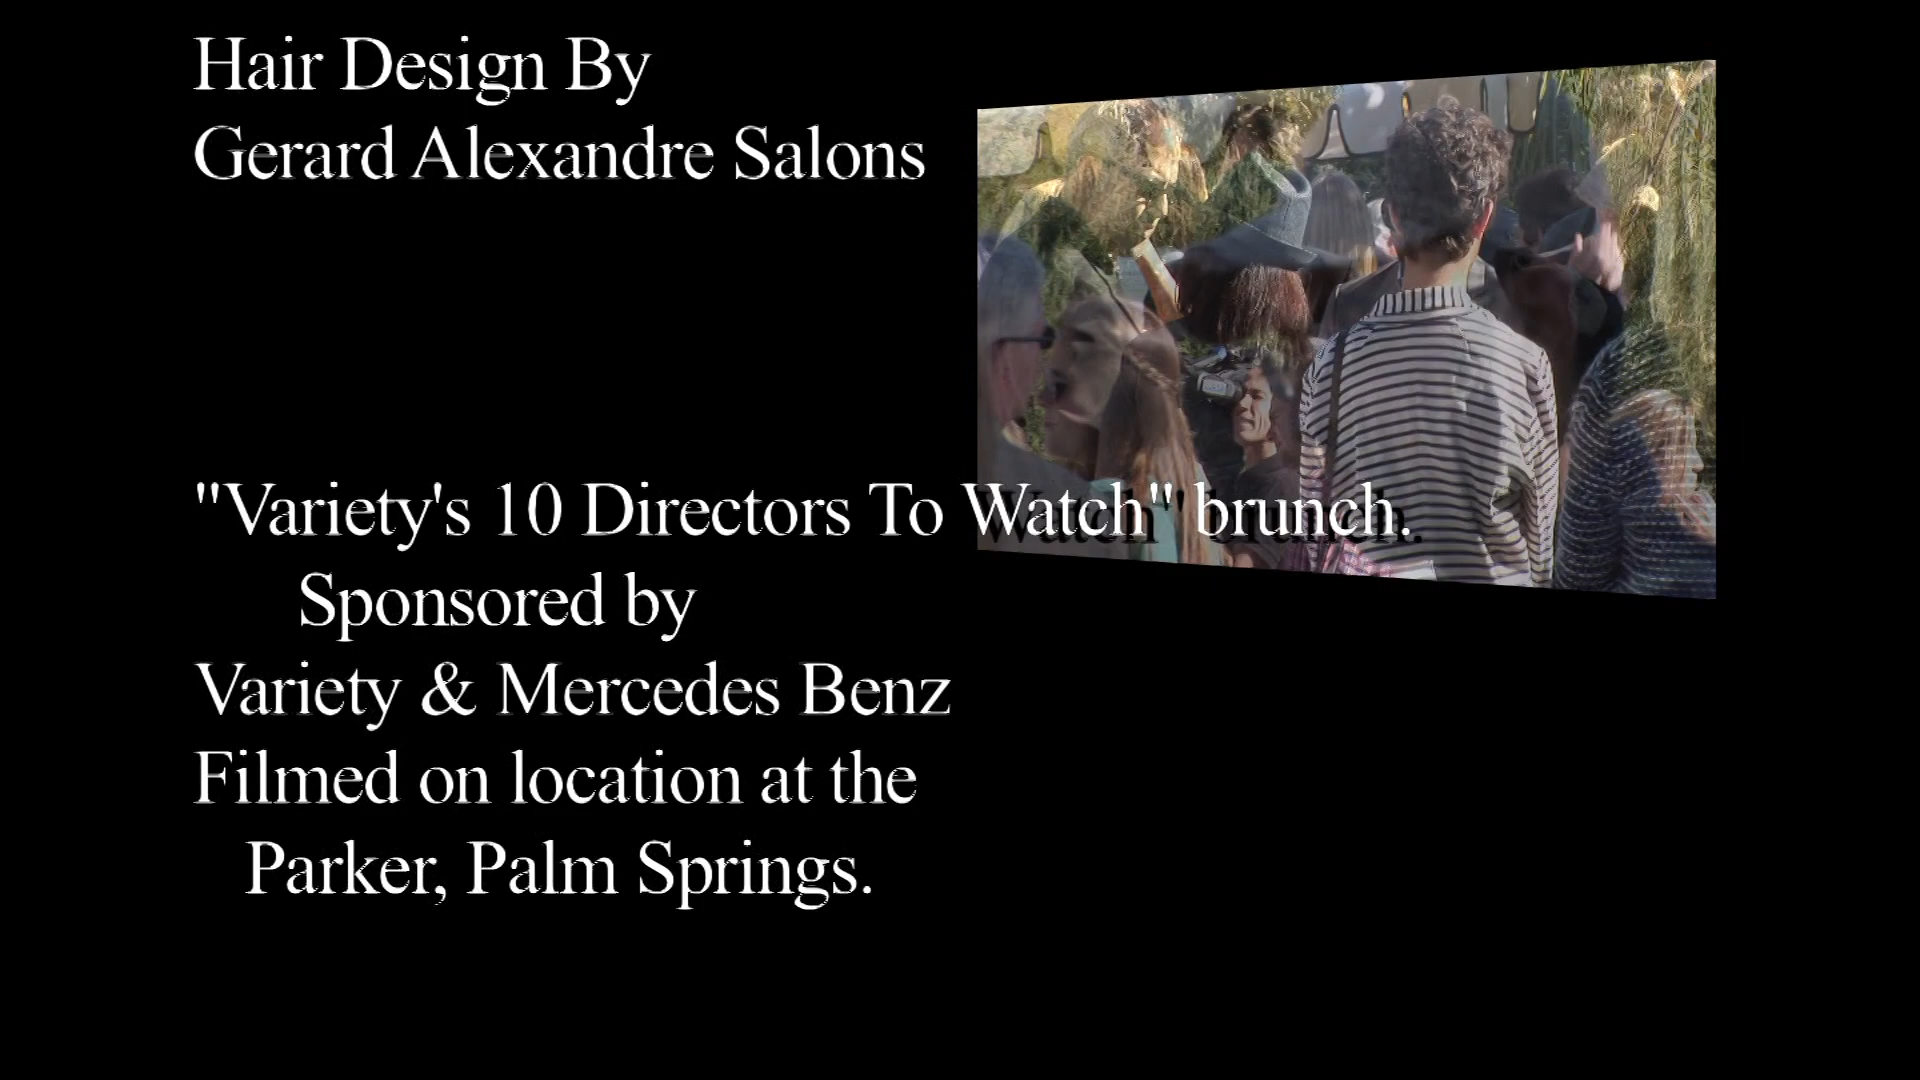 Hair Design By
Gerard Alexandre Salons
"Variety's 10 Directors To Watch" brunch.
Sponsored by
Variety & Mercedes Benz
Filmed on location at the
Parker, Palm Springs.